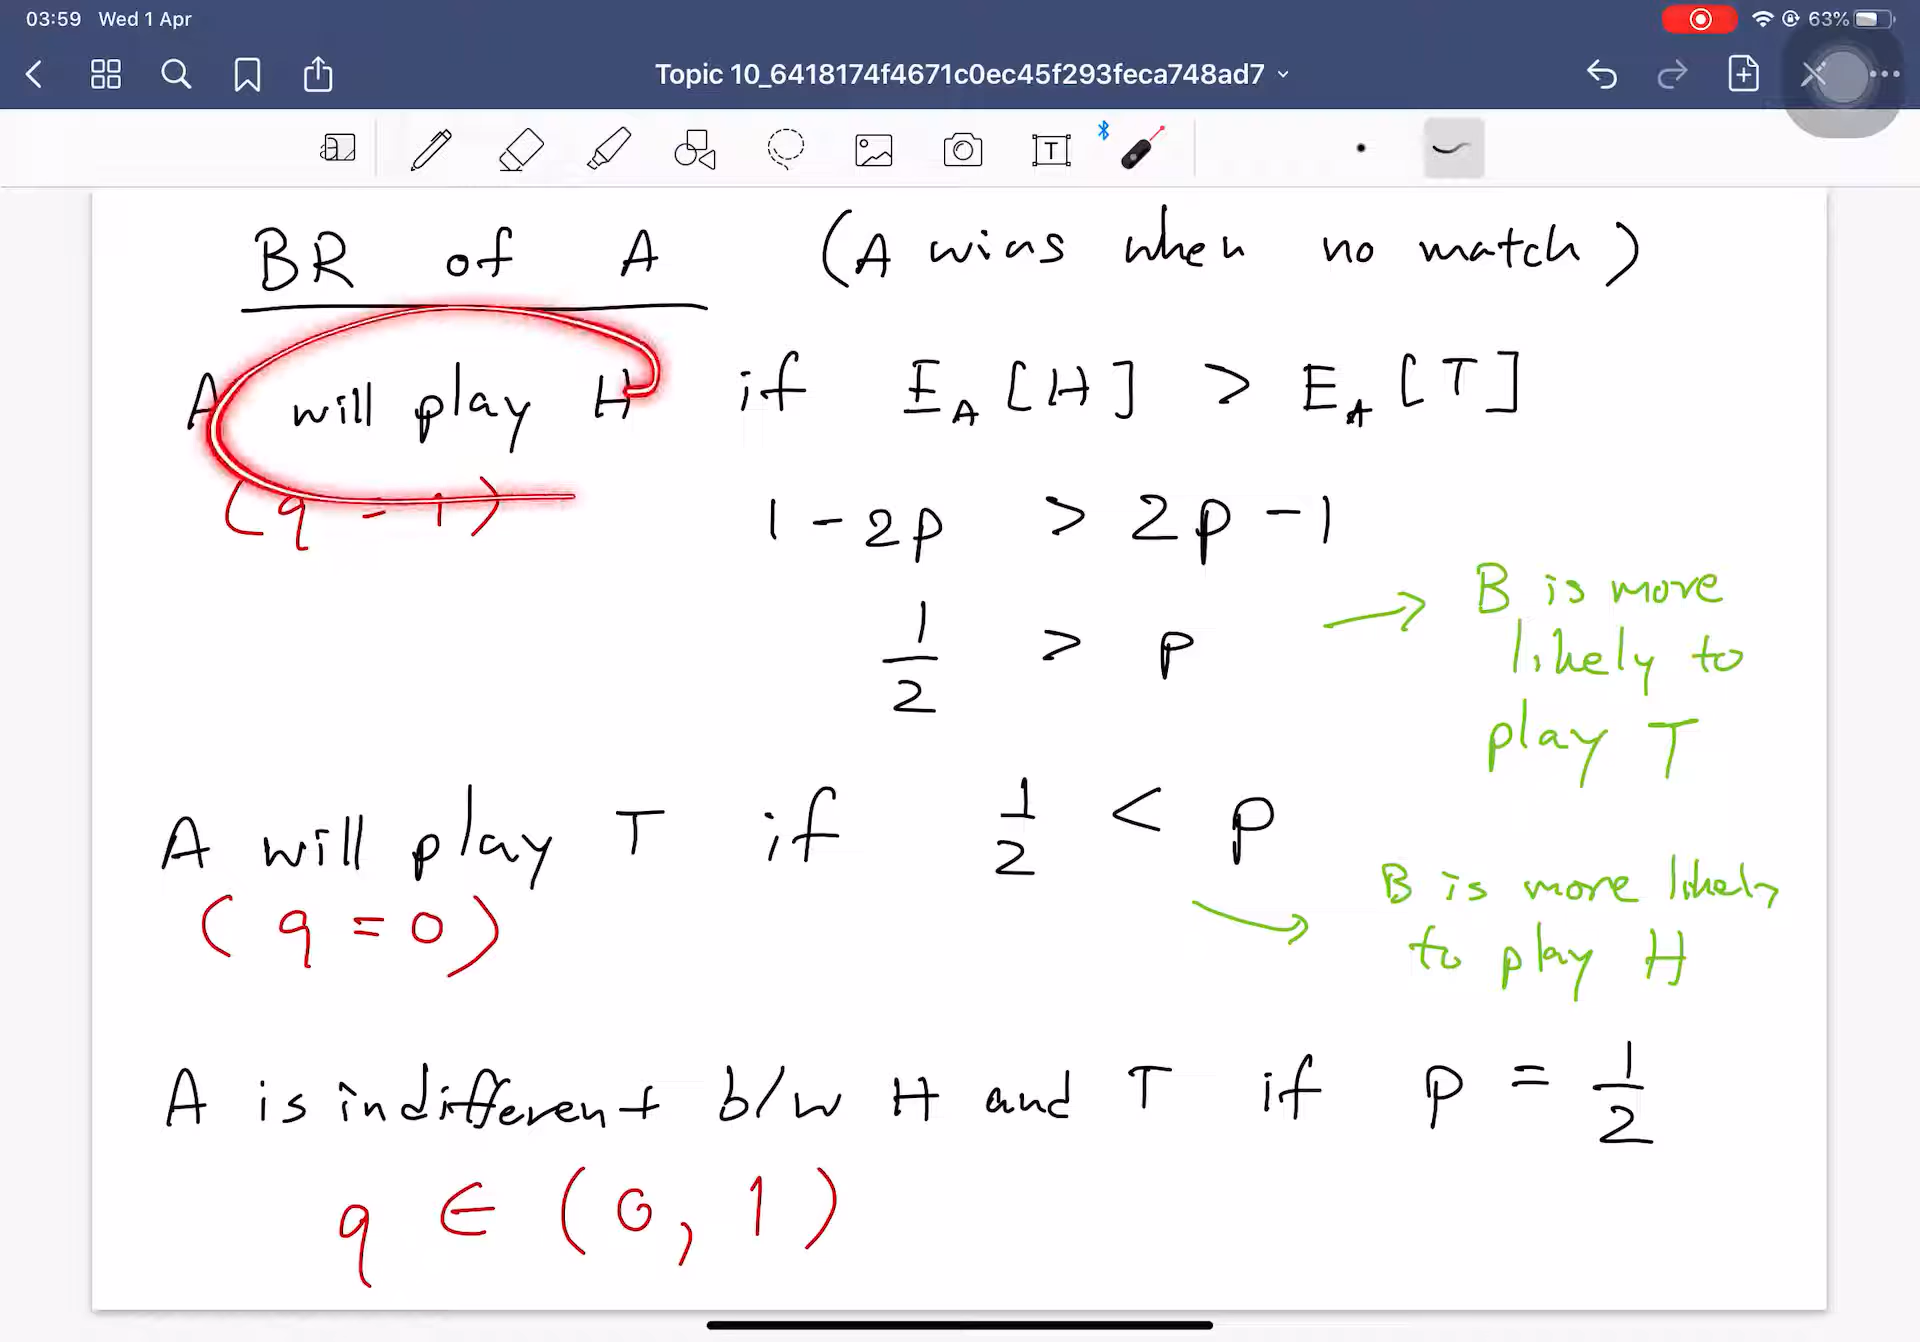 03:59 Wed 1 Apr
63%
Topic 10_6418174f4671c0ec45f293feca748ad7
BR of A (A wins when no match)
A will play H if E_A [H] > E_A [T]
(q = 1)
1 - 2p > 2p - 1
1/2 > p
B is more
likely to
play T
A will play T if 1/2 < p
(q = 0)
B is more likely
to play H
A is indifferent b/w H and T if p = 1/2
q ∈ (0, 1)